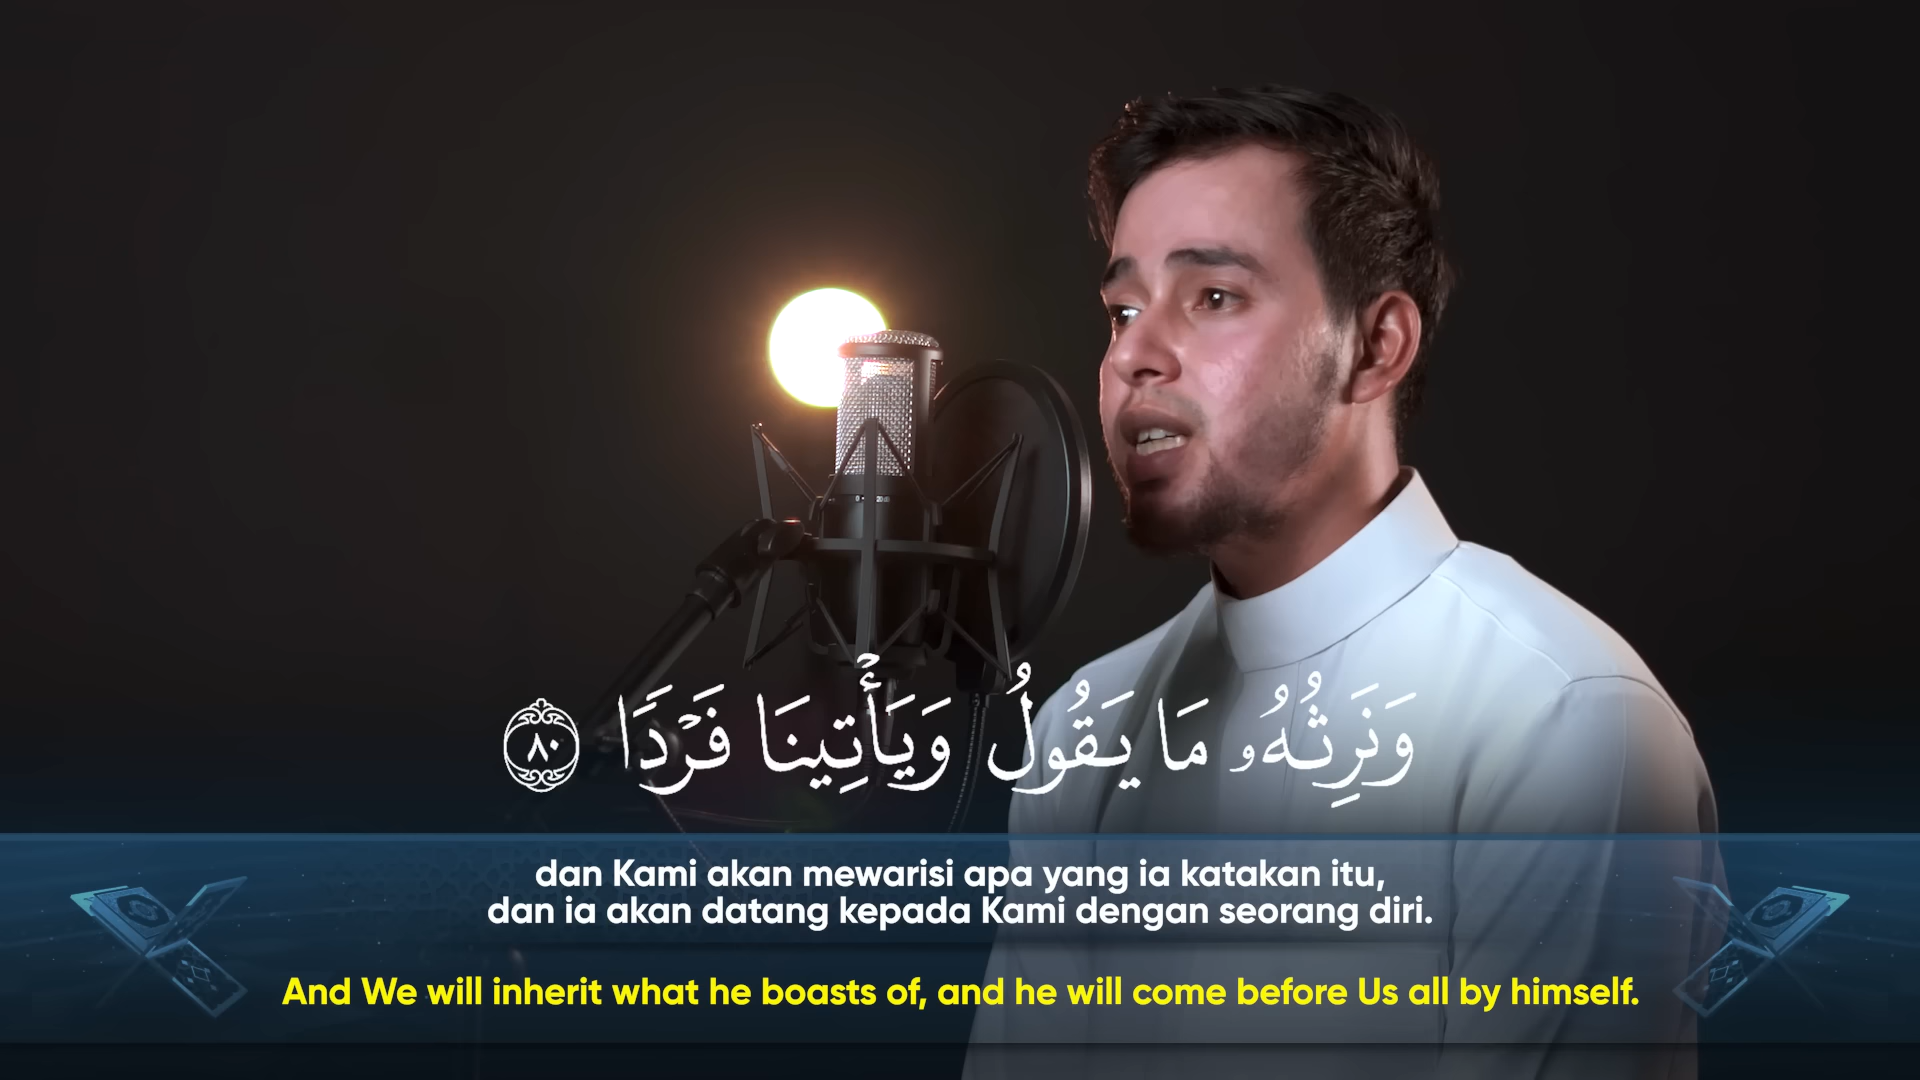 وَنَرِثُهُۥ مَا يَقُولُ وَيَأْتِينَا فَرْدًا ٨٠
dan Kami akan mewarisi apa yang ia katakan itu,
dan ia akan datang kepada Kami dengan seorang diri.
And We will inherit what he boasts of, and he will come before Us all by himself.